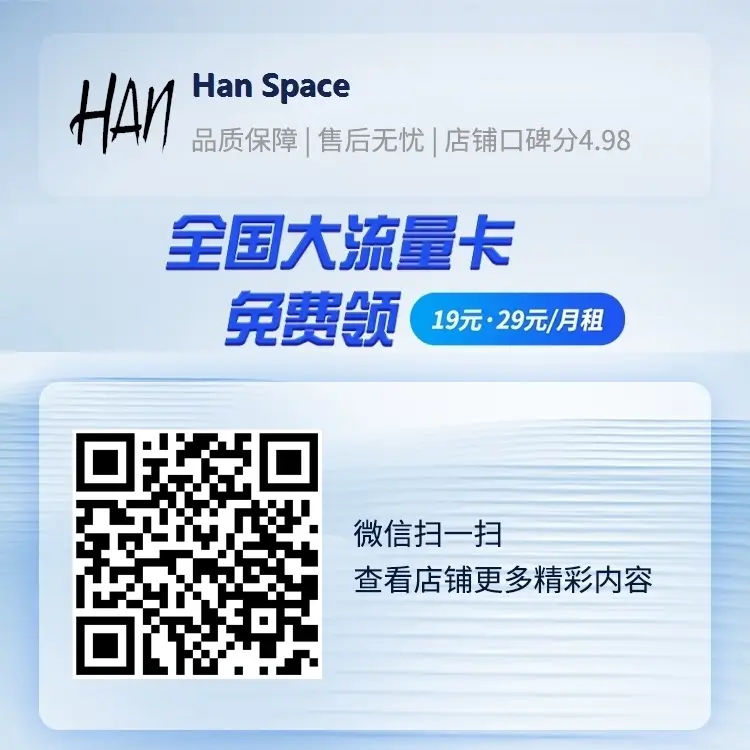 HAN
Han Space
品质保障 | 售后无忧 | 店铺口碑分4.98
全国大流量卡
免费领 19元·29元/月租
微信扫一扫
查看店铺更多精彩内容